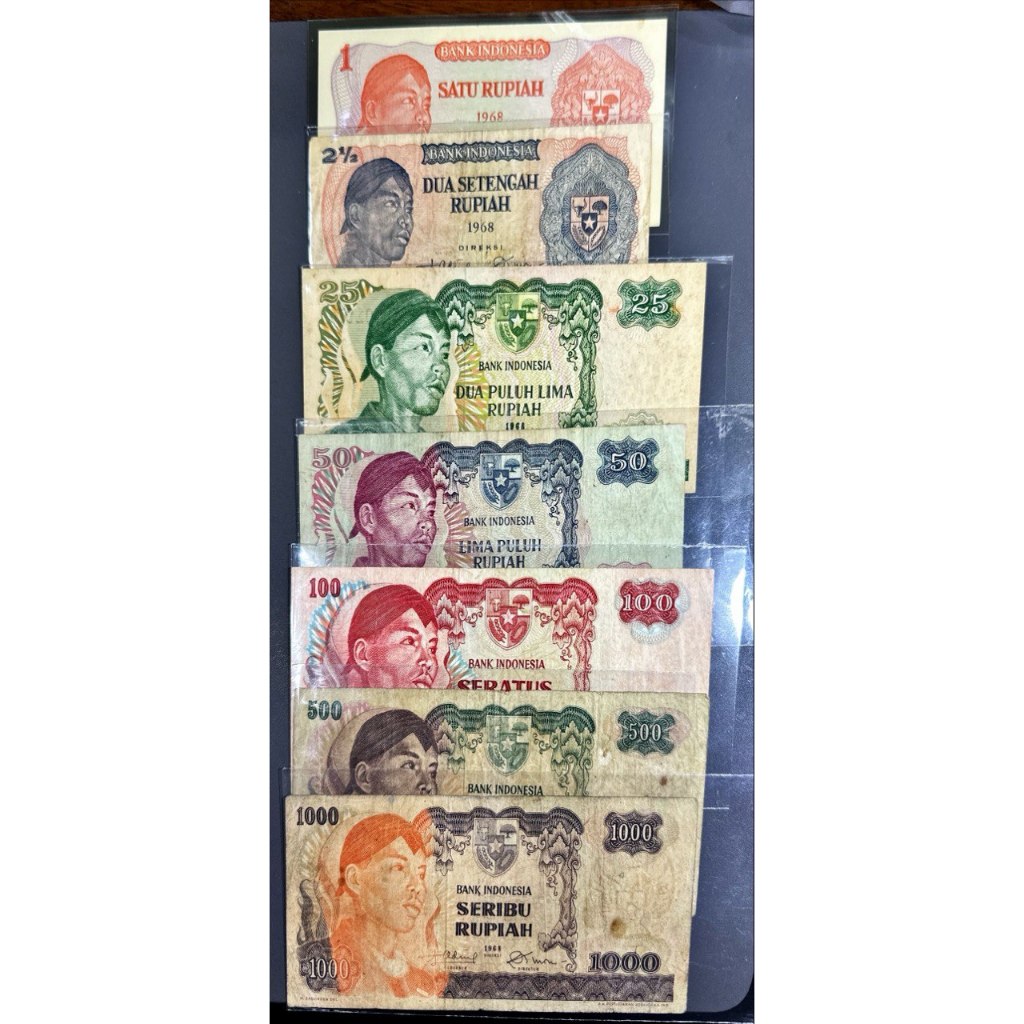 1
BANK INDONESIA
SATU RUPIAH
1968
2½
BANK INDONESIA
DUA SETENGAH
RUPIAH
1968
DIREKSI
25
25
BANK INDONESIA
DUA PULUH LIMA
RUPIAH
1968
50
50
BANK INDONESIA
LIMA PULUH
RUPIAH
100
100
BANK INDONESIA
SERATUS
500
500
BANK INDONESIA
1000
1000
BANK INDONESIA
SERIBU
RUPIAH
1968
DIREKSI
1000
1000